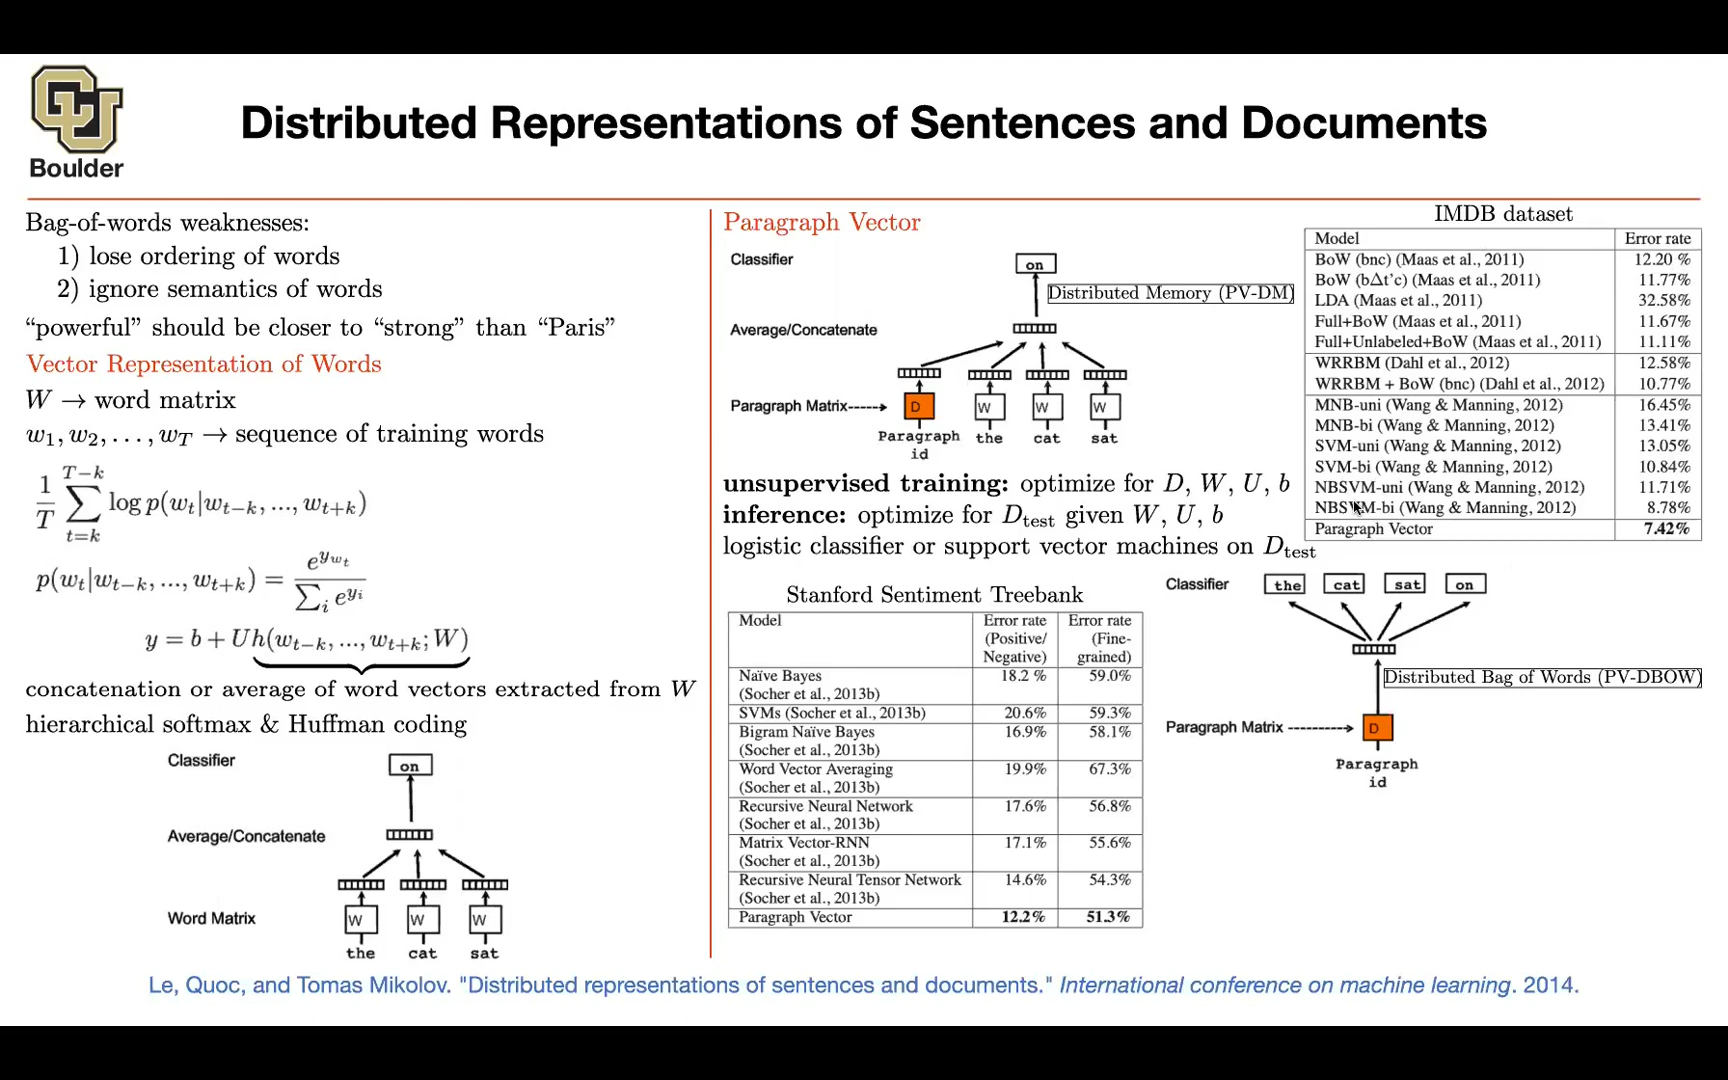 CU
Boulder
Distributed Representations of Sentences and Documents
Bag-of-words weaknesses:
1) lose ordering of words
2) ignore semantics of words
“powerful” should be closer to “strong” than “Paris”
Vector Representation of Words
W → word matrix
w₁, w₂, . . . , w_T → sequence of training words
1/T ∑_{t=k}^{T−k} log p(w_t|w_{t−k}, ..., w_{t+k})
p(w_t|w_{t−k}, ..., w_{t+k}) = e^{y_{w_t}} / ∑_i e^{y_i}
y = b + Uh(w_{t−k}, ..., w_{t+k}; W)
concatenation or average of word vectors extracted from W
hierarchical softmax & Huffman coding
Classifier on
Average/Concatenate
Word Matrix W W W
the cat sat
Paragraph Vector
Classifier on
Distributed Memory (PV-DM)
Average/Concatenate
Paragraph Matrix D W W W
Paragraph the cat sat
id
unsupervised training: optimize for D, W, U, b
inference: optimize for D_test given W, U, b
logistic classifier or support vector machines on D_test
Stanford Sentiment Treebank
Model Error rate Error rate
(Positive/ (Fine-
Negative) grained)
Naïve Bayes 18.2 % 59.0%
(Socher et al., 2013b)
SVMs (Socher et al., 2013b) 20.6% 59.3%
Bigram Naïve Bayes 16.9% 58.1%
(Socher et al., 2013b)
Word Vector Averaging 19.9% 67.3%
(Socher et al., 2013b)
Recursive Neural Network 17.6% 56.8%
(Socher et al., 2013b)
Matrix Vector-RNN 17.1% 55.6%
(Socher et al., 2013b)
Recursive Neural Tensor Network 14.6% 54.3%
(Socher et al., 2013b)
Paragraph Vector 12.2% 51.3%
IMDB dataset
Model Error rate
BoW (bnc) (Maas et al., 2011) 12.20 %
BoW (bΔt’c) (Maas et al., 2011) 11.77%
LDA (Maas et al., 2011) 32.58%
Full+BoW (Maas et al., 2011) 11.67%
Full+Unlabeled+BoW (Maas et al., 2011) 11.11%
WRRBM (Dahl et al., 2012) 12.58%
WRRBM + BoW (bnc) (Dahl et al., 2012) 10.77%
MNB-uni (Wang & Manning, 2012) 16.45%
MNB-bi (Wang & Manning, 2012) 13.41%
SVM-uni (Wang & Manning, 2012) 13.05%
SVM-bi (Wang & Manning, 2012) 10.84%
NBSVM-uni (Wang & Manning, 2012) 11.71%
NBSVM-bi (Wang & Manning, 2012) 8.78%
Paragraph Vector 7.42%
Classifier the cat sat on
Distributed Bag of Words (PV-DBOW)
Paragraph Matrix D
Paragraph
id
Le, Quoc, and Tomas Mikolov. "Distributed representations of sentences and documents." International conference on machine learning. 2014.